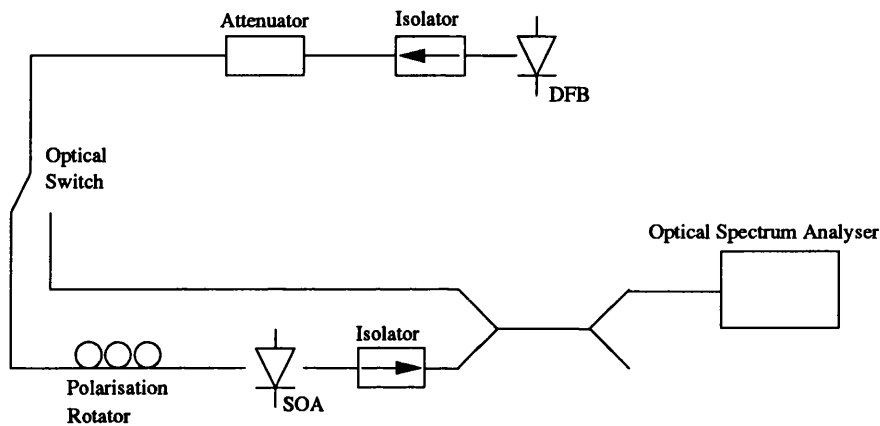 Attenuator
Isolator
DFB
Optical
Switch
Optical Spectrum Analyser
Isolator
Polarisation
Rotator
SOA